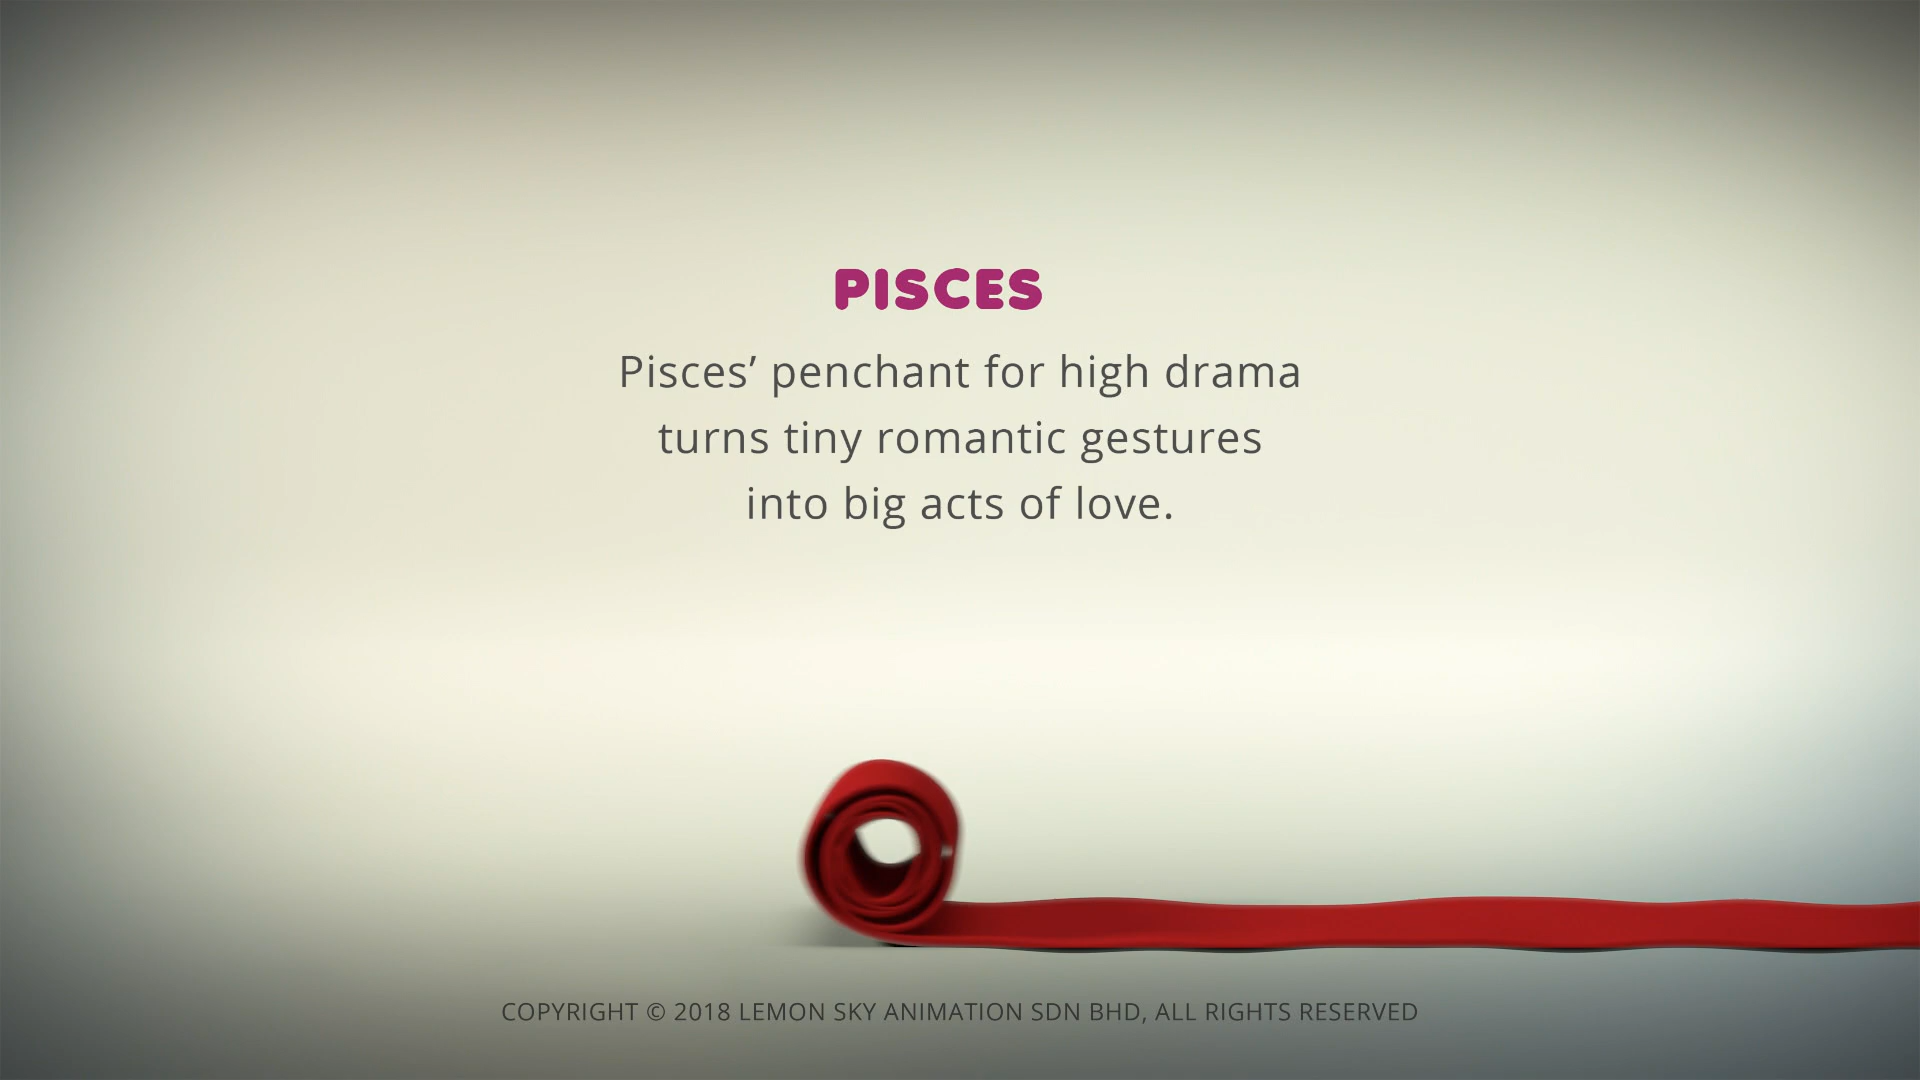 PISCES
Pisces’ penchant for high drama
turns tiny romantic gestures
into big acts of love.
COPYRIGHT © 2018 LEMON SKY ANIMATION SDN BHD, ALL RIGHTS RESERVED